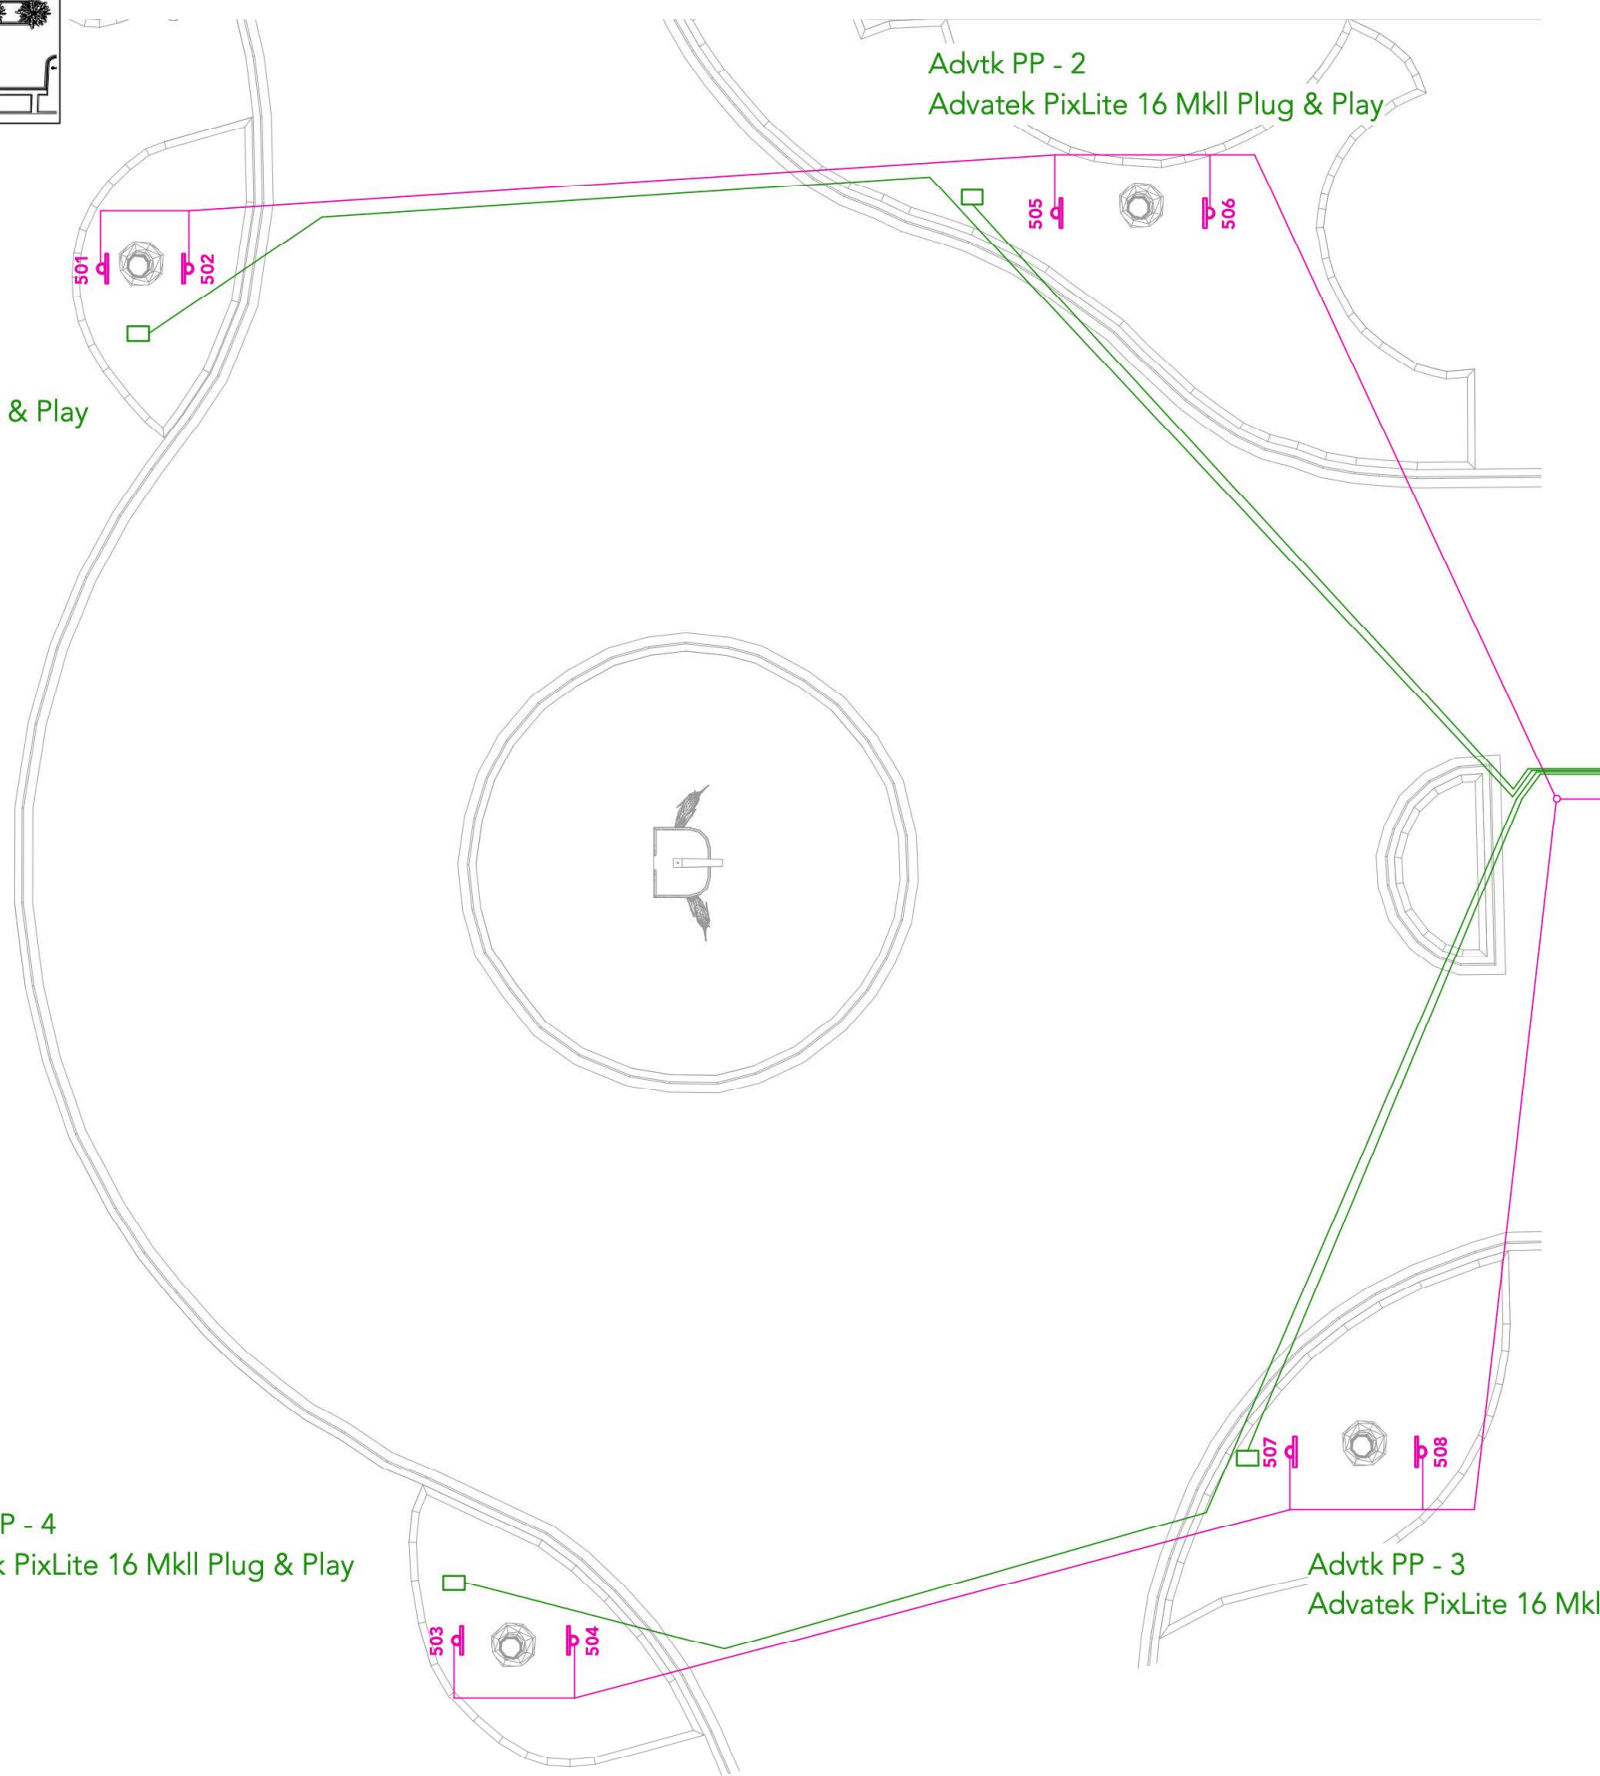 Advtk PP - 2
Advatek PixLite 16 MkII Plug & Play
505
506
501
502
& Play
507
508
P - 4
PixLite 16 MkII Plug & Play
Advtk PP - 3
Advatek PixLite 16 Mk
503
504